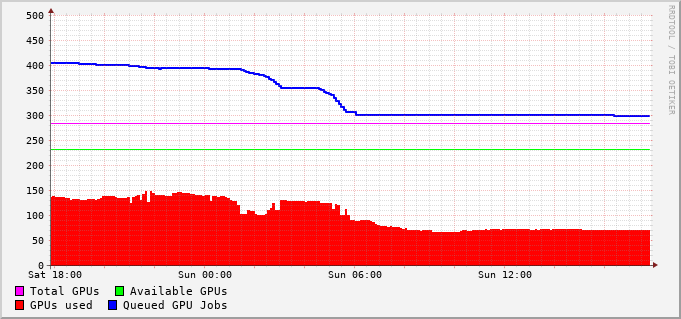 500
450
400
350
300
250
200
150
100
50
0
Sat 18:00 Sun 00:00 Sun 06:00 Sun 12:00
Total GPUs Available GPUs
GPUs used Queued GPU Jobs
RRDTOOL / TOBI OETIKER